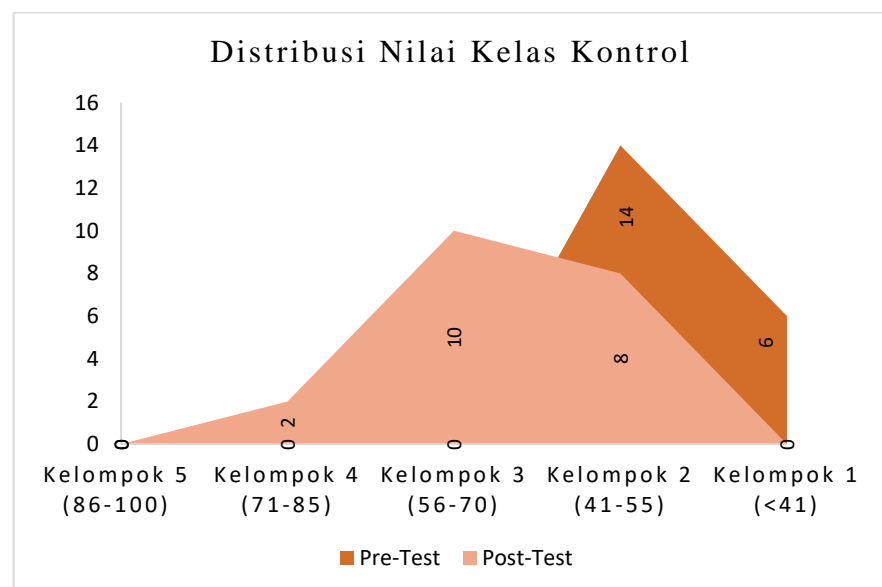 Distribusi Nilai Kelas Kontrol
16
14
12
10
8
6
4
2
0
14
6
10
8
2
0
0
0
0
0
Kelompok 5 (86-100)
Kelompok 4 (71-85)
Kelompok 3 (56-70)
Kelompok 2 (41-55)
Kelompok 1 (<41)
Pre-Test
Post-Test